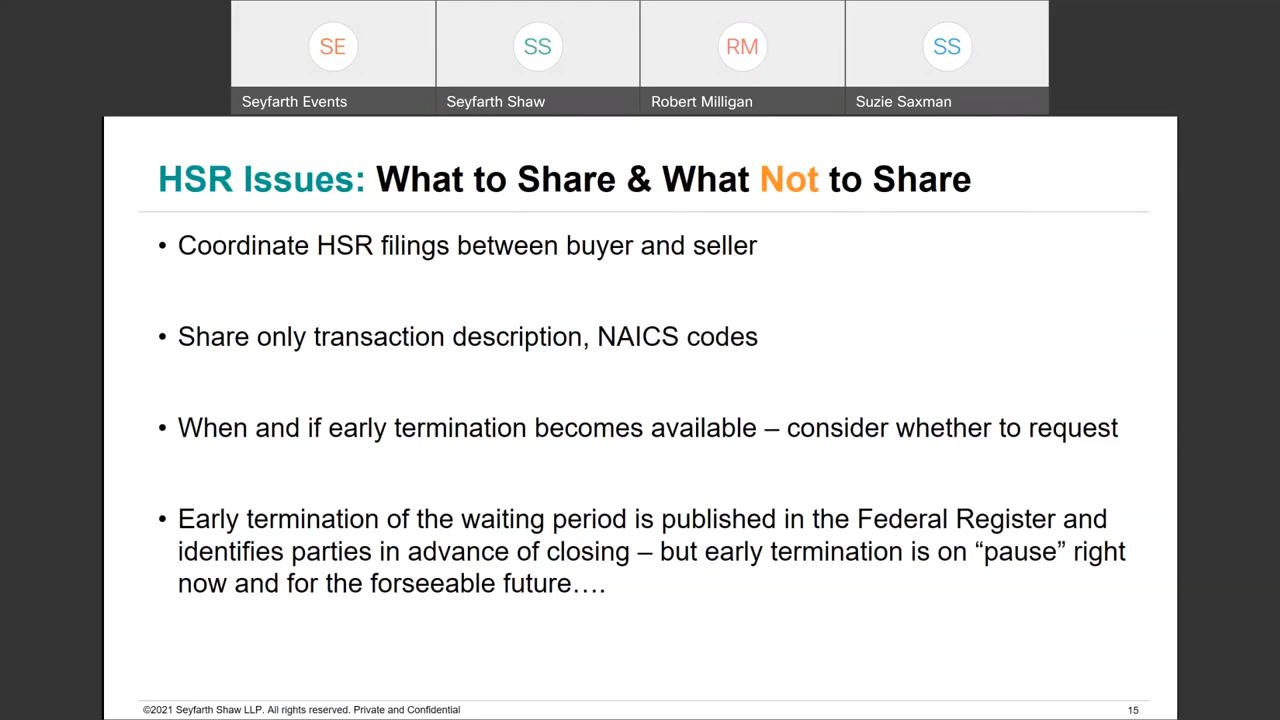 SE
SS
RM
SS
Seyfarth Events
Seyfarth Shaw
Robert Milligan
Suzie Saxman
HSR Issues: What to Share & What Not to Share
• Coordinate HSR filings between buyer and seller
• Share only transaction description, NAICS codes
• When and if early termination becomes available – consider whether to request
• Early termination of the waiting period is published in the Federal Register and
identifies parties in advance of closing – but early termination is on “pause” right
now and for the forseeable future….
©2021 Seyfarth Shaw LLP. All rights reserved. Private and Confidential
15